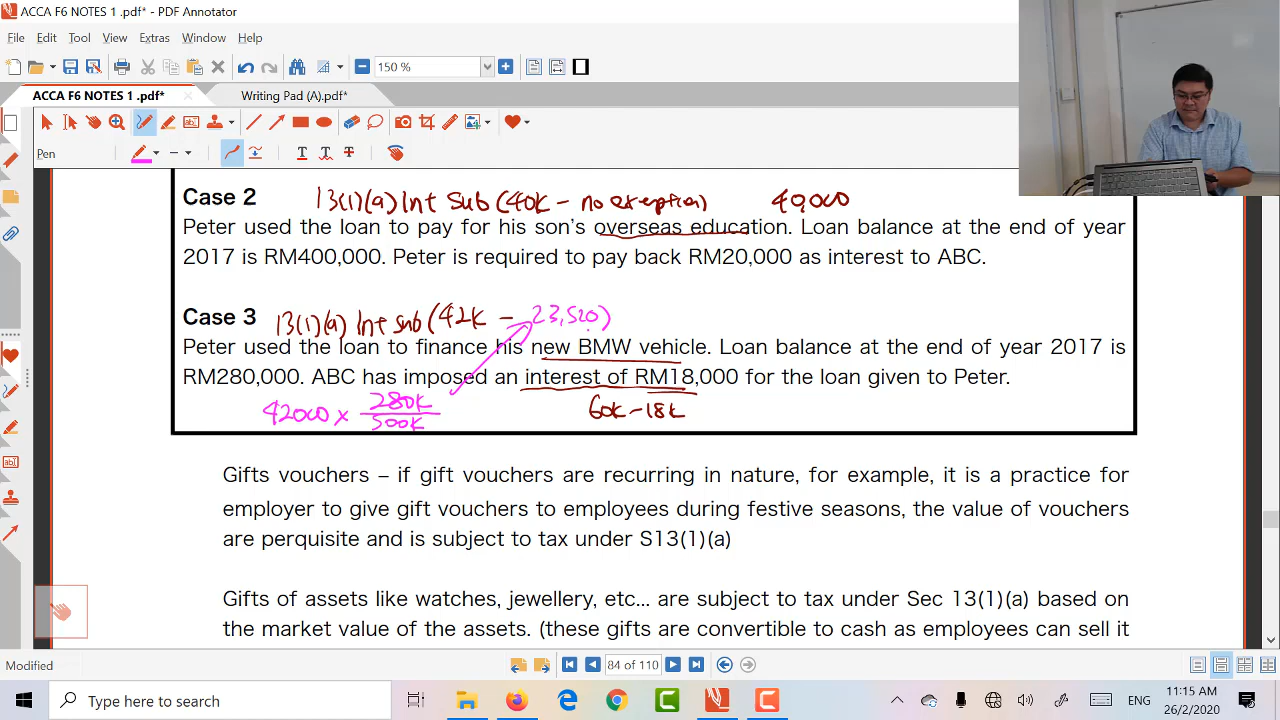 ACCA F6 NOTES 1 .pdf* - PDF Annotator
File Edit Tool View Extras Window Help
150 %
ACCA F6 NOTES 1 .pdf* Writing Pad (A).pdf*
Pen
Case 2 13(1)(a) Int Sub (40k - no exemption) 40,000
Peter used the loan to pay for his son's overseas education. Loan balance at the end of year
2017 is RM400,000. Peter is required to pay back RM20,000 as interest to ABC.
Case 3 13(1)(a) Int sub (42k - 23,520)
Peter used the loan to finance his new BMW vehicle. Loan balance at the end of year 2017 is
RM280,000. ABC has imposed an interest of RM18,000 for the loan given to Peter.
42000 x 280k
500k
60k - 18k
Gifts vouchers – if gift vouchers are recurring in nature, for example, it is a practice for
employer to give gift vouchers to employees during festive seasons, the value of vouchers
are perquisite and is subject to tax under S13(1)(a)
Gifts of assets like watches, jewellery, etc... are subject to tax under Sec 13(1)(a) based on
the market value of the assets. (these gifts are convertible to cash as employees can sell it
Modified
84 of 110
Type here to search
ENG
11:15 AM
26/2/2020